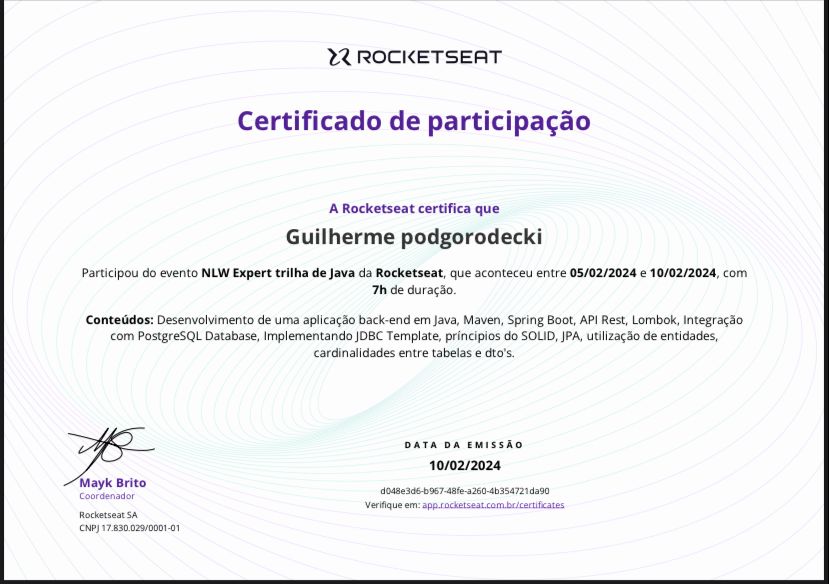 ROCKETSEAT
Certificado de participação
A Rocketseat certifica que
Guilherme podgorodecki
Participou do evento NLW Expert trilha de Java da Rocketseat, que aconteceu entre 05/02/2024 e 10/02/2024, com
7h de duração.
Conteúdos: Desenvolvimento de uma aplicação back-end em Java, Maven, Spring Boot, API Rest, Lombok, Integração
com PostgreSQL Database, Implementando JDBC Template, príncipios do SOLID, JPA, utilização de entidades,
cardinalidades entre tabelas e dto's.
Mayk Brito
Coordenador
Rocketseat SA
CNPJ 17.830.029/0001-01
DATA DA EMISSÃO
10/02/2024
d048e3d6-b967-48fe-a260-4b354721da90
Verifique em: app.rocketseat.com.br/certificates